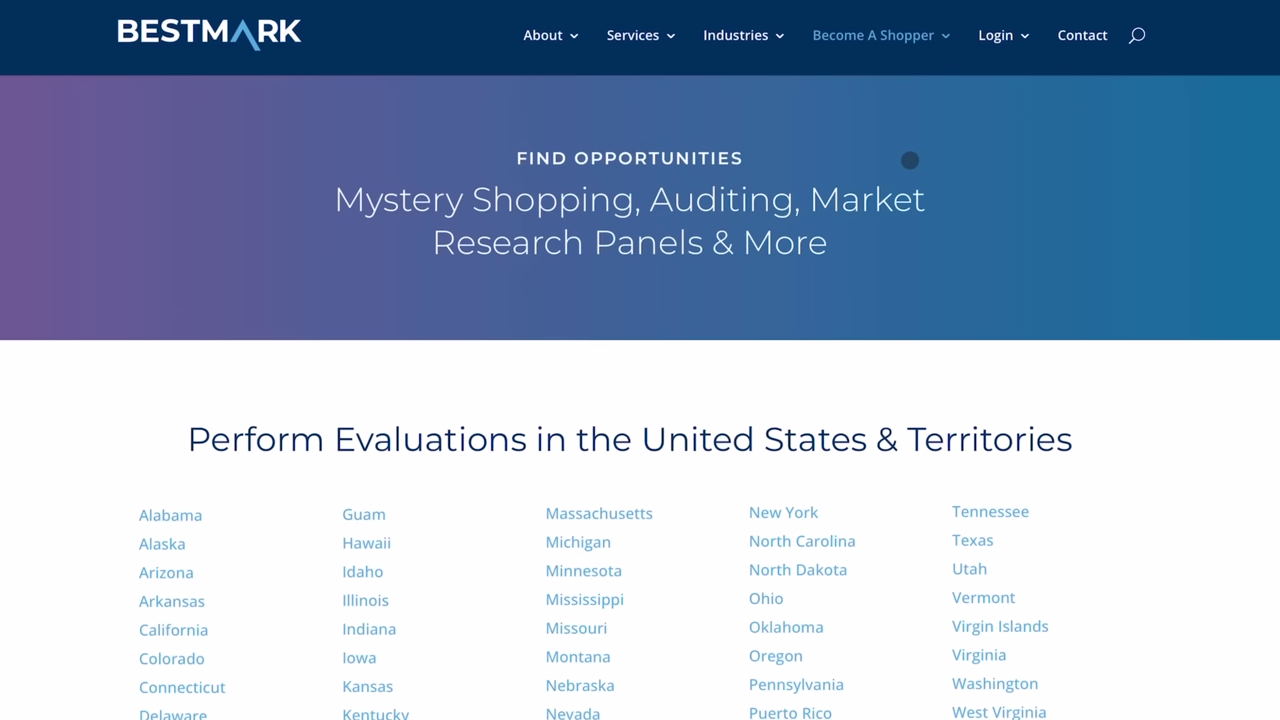 BESTMARK
About
Services
Industries
Become A Shopper
Login
Contact
FIND OPPORTUNITIES
Mystery Shopping, Auditing, Market
Research Panels & More
Perform Evaluations in the United States & Territories
Alabama
Alaska
Arizona
Arkansas
California
Colorado
Connecticut
Delaware
Guam
Hawaii
Idaho
Illinois
Indiana
Iowa
Kansas
Kentucky
Massachusetts
Michigan
Minnesota
Mississippi
Missouri
Montana
Nebraska
Nevada
New York
North Carolina
North Dakota
Ohio
Oklahoma
Oregon
Pennsylvania
Puerto Rico
Tennessee
Texas
Utah
Vermont
Virgin Islands
Virginia
Washington
West Virginia